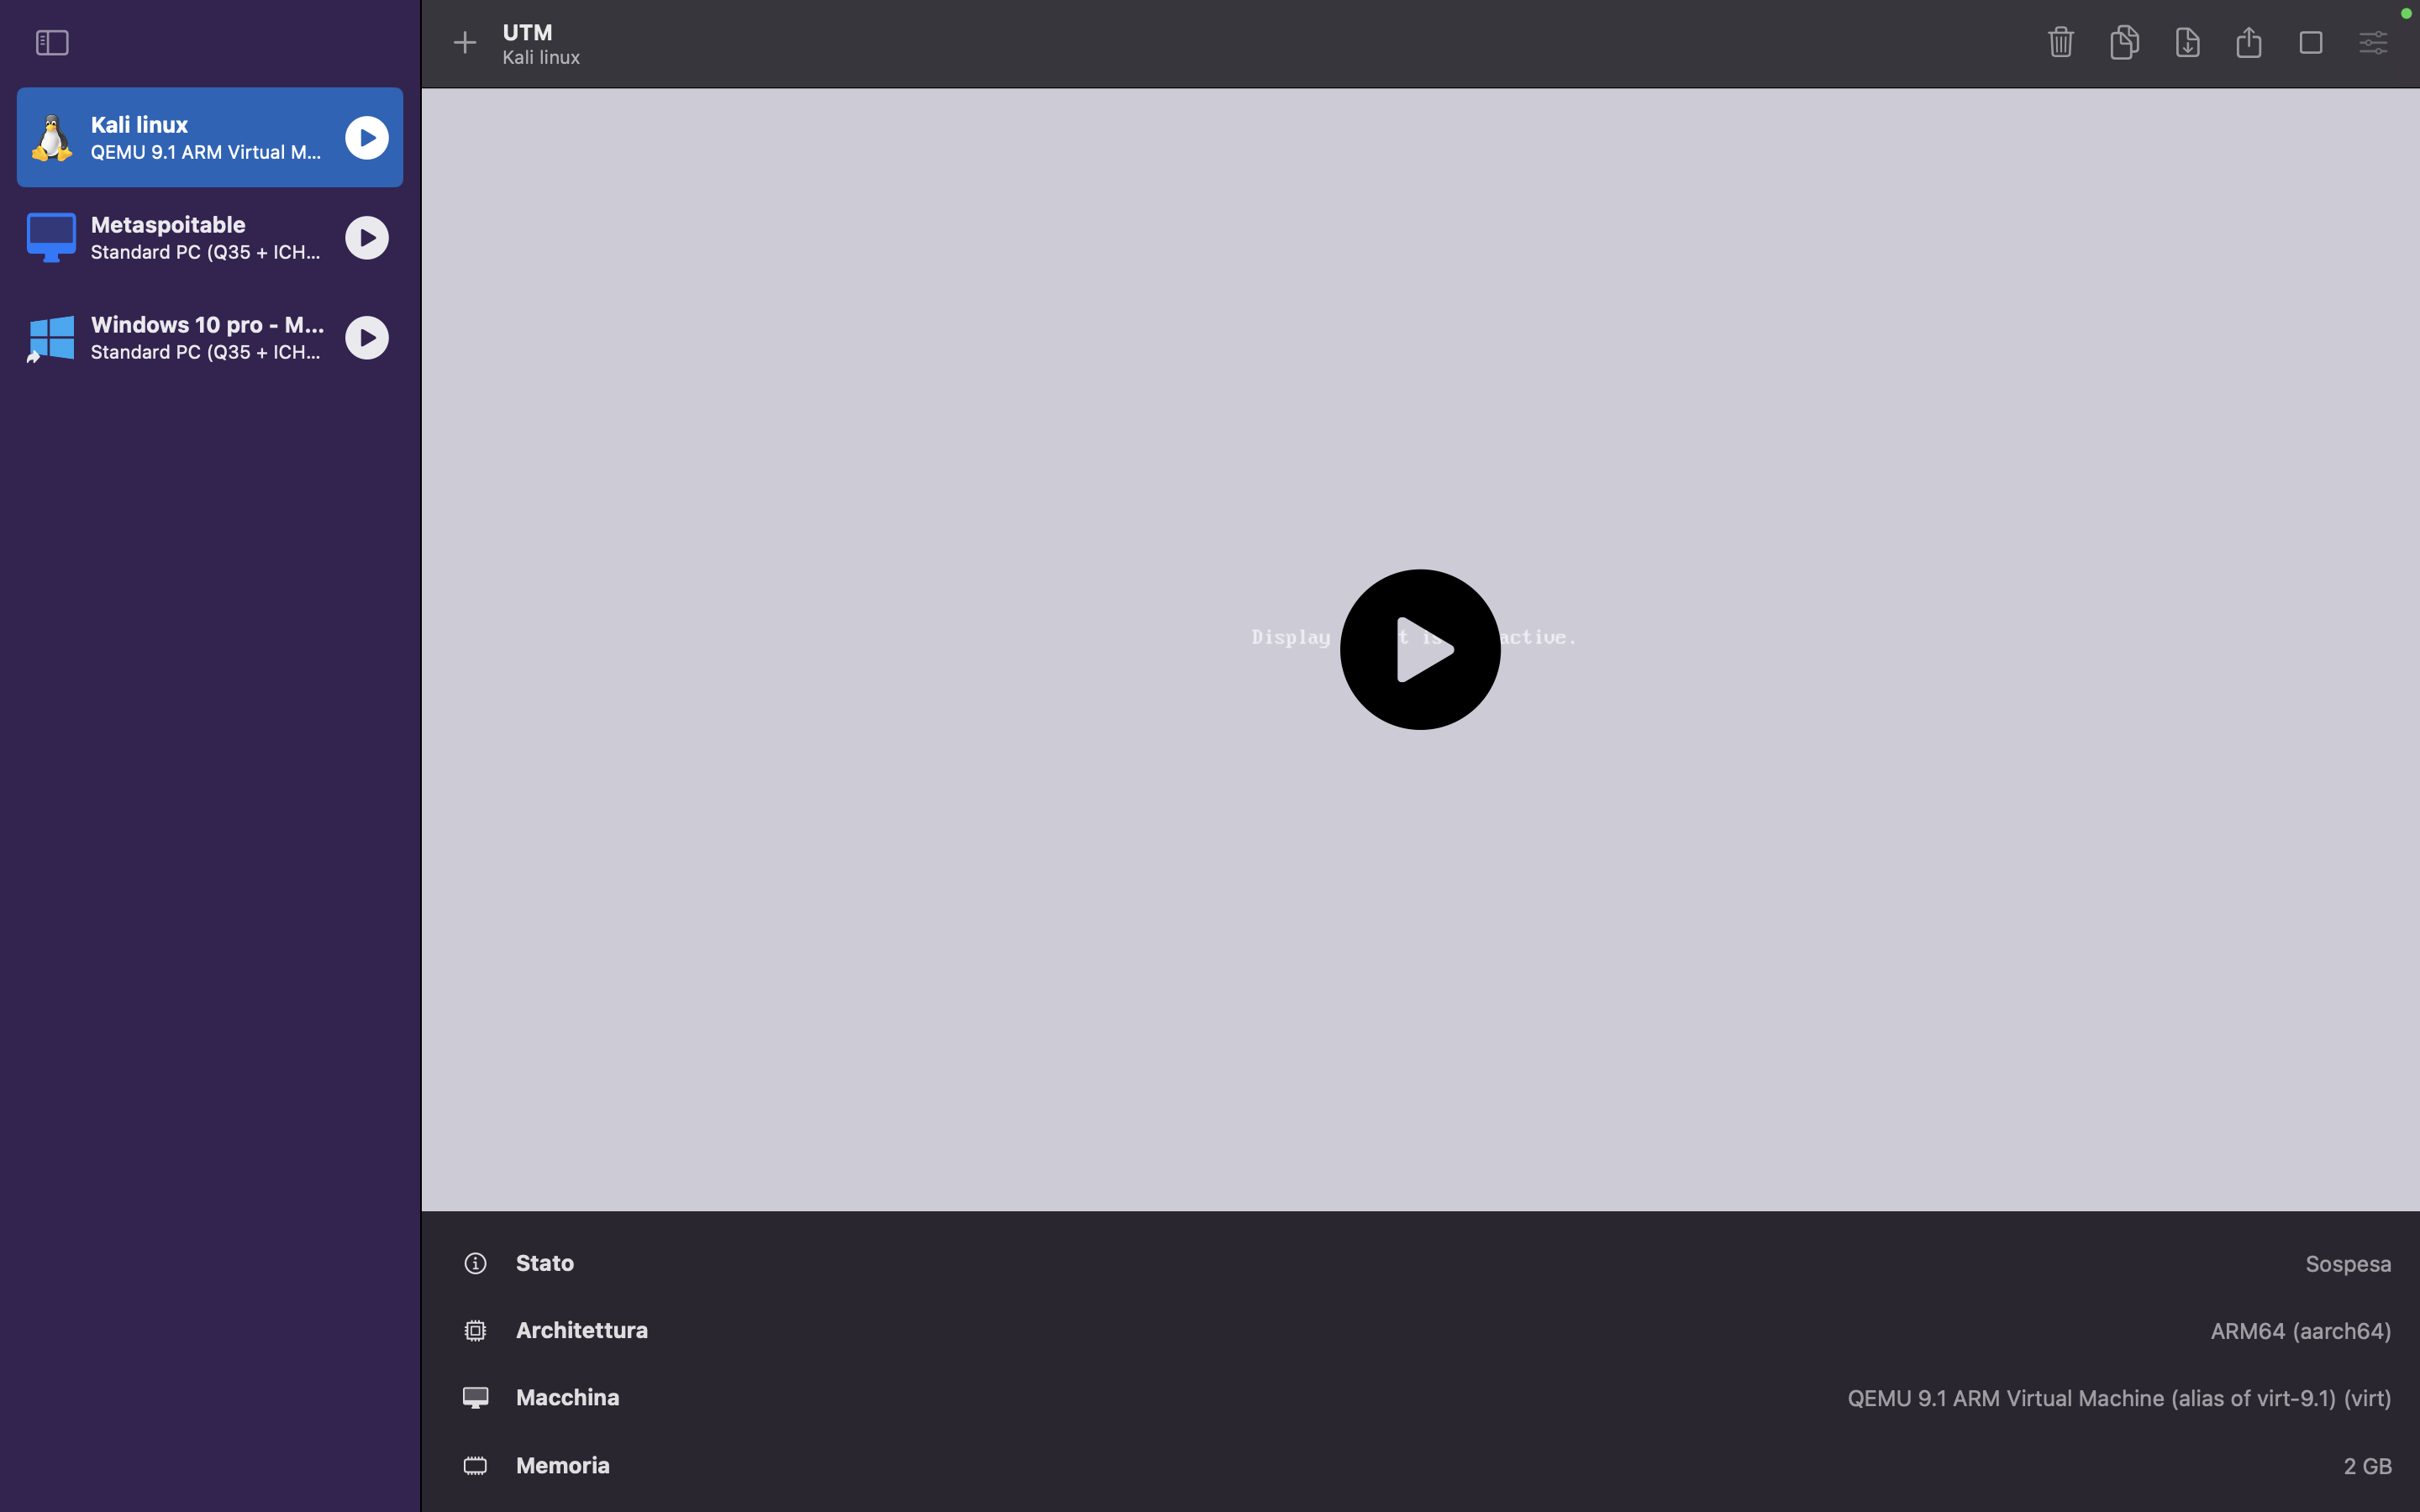 UTM
Kali linux
Kali linux
QEMU 9.1 ARM Virtual M...
Metaspoitable
Standard PC (Q35 + ICH...
Windows 10 pro - M...
Standard PC (Q35 + ICH...
Display t is active.
Stato Sospesa
Architettura ARM64 (aarch64)
Macchina QEMU 9.1 ARM Virtual Machine (alias of virt-9.1) (virt)
Memoria 2 GB